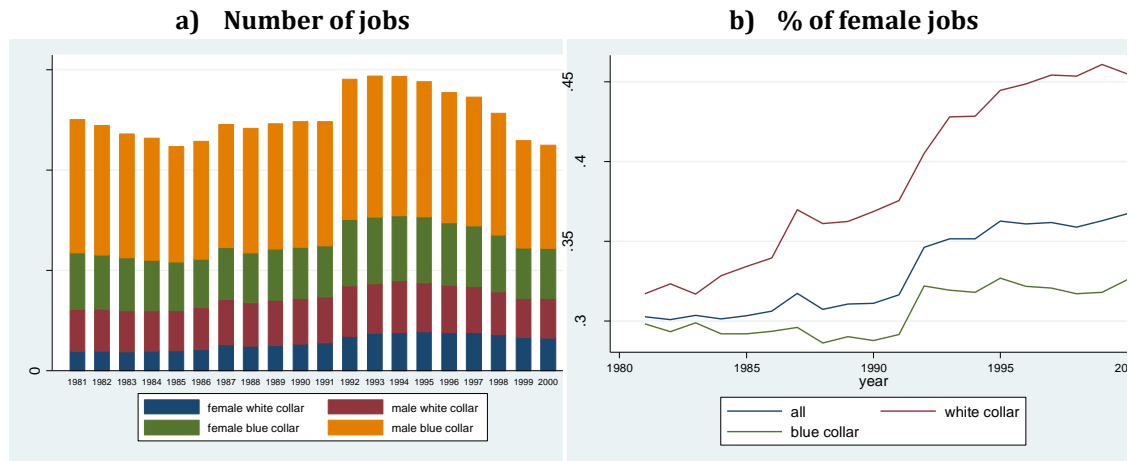 a) Number of jobs
b) % of female jobs
0
1981 1982 1983 1984 1985 1986 1987 1988 1989 1990 1991 1992 1993 1994 1995 1996 1997 1998 1999 2000
female white collar male white collar
female blue collar male blue collar
.45
.4
.35
.3
1980 1985 1990 1995 200
year
all white collar
blue collar